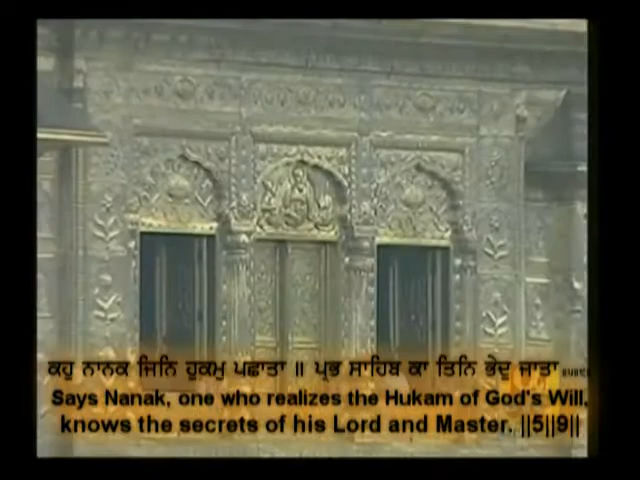 ਕਹੁ ਨਾਨਕ ਜਿਨਿ ਹੁਕਮੁ ਪਛਾਤਾ ॥ ਪ੍ਰਭ ਸਾਹਿਬ ਕਾ ਤਿਨਿ ਭੇਦੁ ਜਾਤਾ
Says Nanak, one who realizes the Hukam of God's Will,
knows the secrets of his Lord and Master. ||5||9||